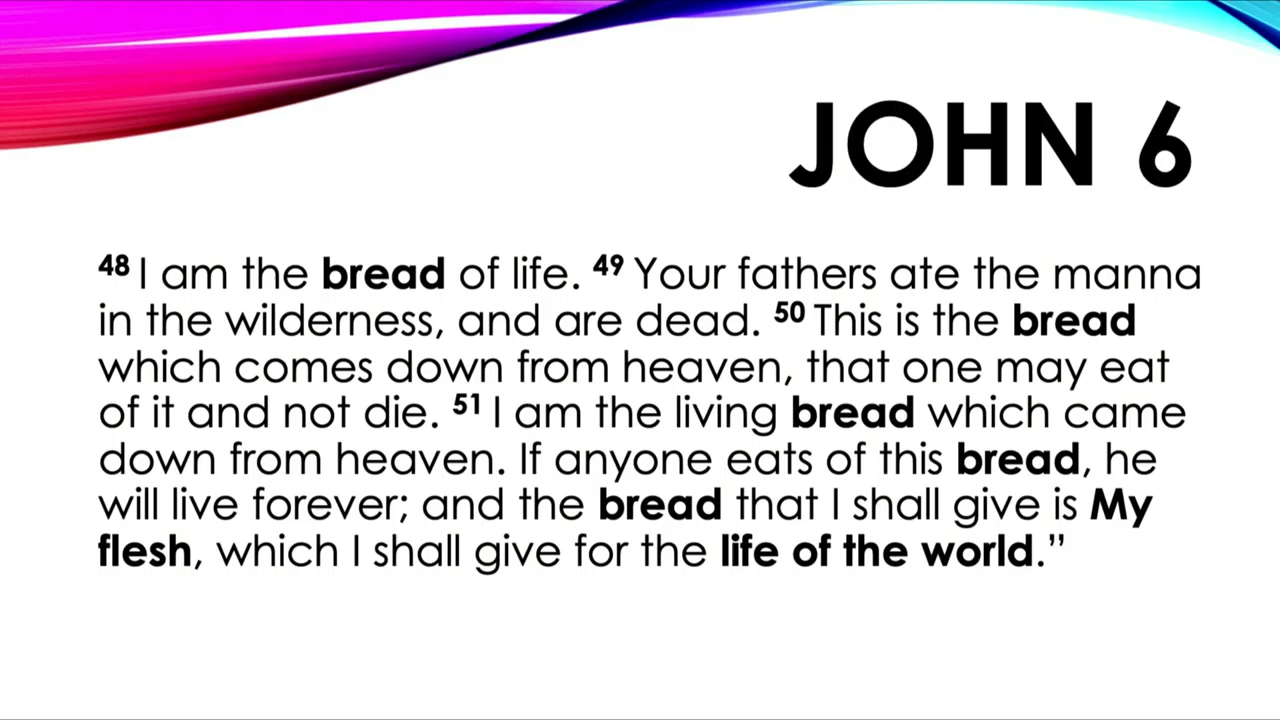 JOHN 6
48 I am the bread of life. 49 Your fathers ate the manna
in the wilderness, and are dead. 50 This is the bread
which comes down from heaven, that one may eat
of it and not die. 51 I am the living bread which came
down from heaven. If anyone eats of this bread, he
will live forever; and the bread that I shall give is My
flesh, which I shall give for the life of the world.”